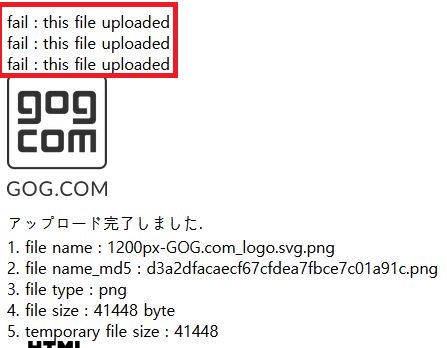 fail : this file uploaded
fail : this file uploaded
fail : this file uploaded
gog
com
GOG.COM
アップロード完了しました.
1. file name : 1200px-GOG.com_logo.svg.png
2. file name_md5 : d3a2dfacaecf67cfdea7fbce7c01a91c.png
3. file type : png
4. file size : 41448 byte
5. temporary file size : 41448
HTML